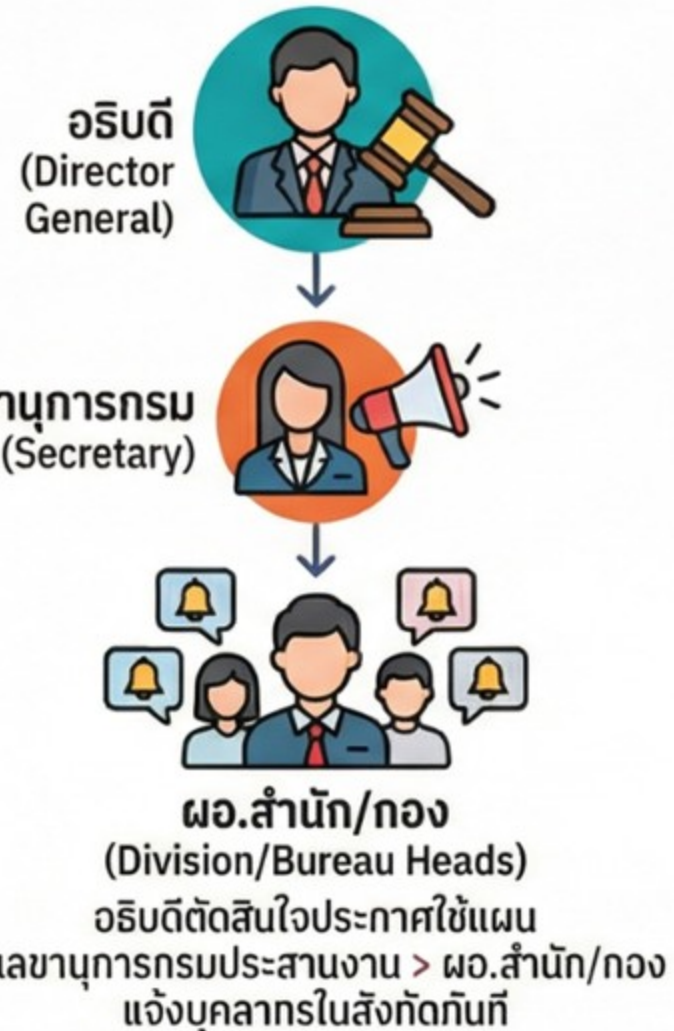 อธิบดี
(Director
General)
านุการกรม
(Secretary)
ผอ.สำนัก/กอง
(Division/Bureau Heads)
อธิบดีตัดสินใจประกาศใช้แผน
เลขานุการกรมประสานงาน > ผอ.สำนัก/กอง
แจ้งบุคลากรในสังกัดทันที